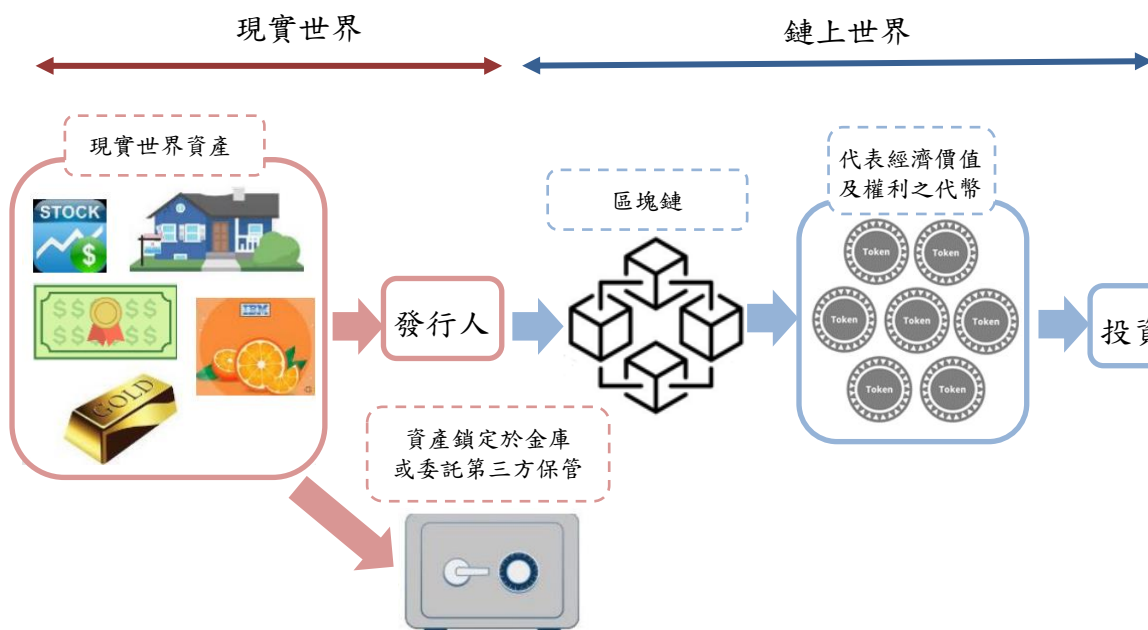 現實世界
鏈上世界
現實世界資產
STOCK
$
$$ $$
$$ $$
IBM
GOLD
發行人
資產鎖定於金庫
或委託第三方保管
區塊鏈
代表經濟價值
及權利之代幣
Token
Token
Token
Token
Token
Token
Token
投資